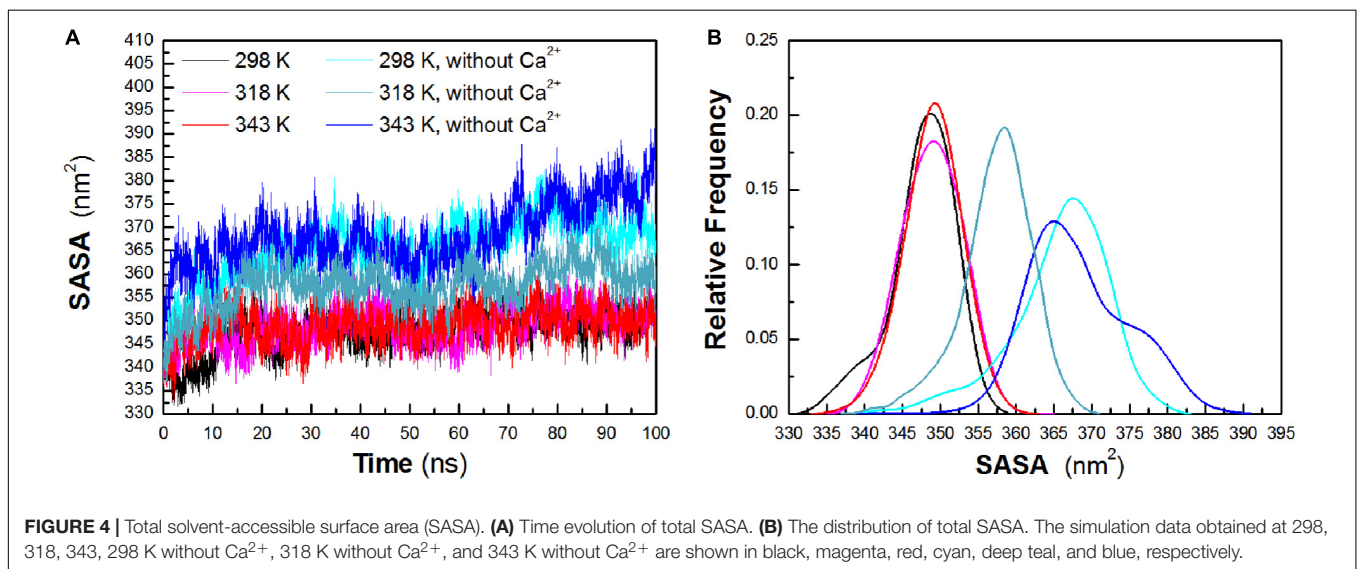 A
410
405
400
395
390
385
380
375
370
365
360
355
350
345
340
335
330
SASA (nm²)
298 K
318 K
343 K
298 K, without Ca²⁺
318 K, without Ca²⁺
343 K, without Ca²⁺
0 10 20 30 40 50 60 70 80 90 100
Time (ns)
B
0.25
0.20
0.15
0.10
0.05
0.00
Relative Frequency
330 335 340 345 350 355 360 365 370 375 380 385 390 395
SASA (nm²)
FIGURE 4 | Total solvent-accessible surface area (SASA). (A) Time evolution of total SASA. (B) The distribution of total SASA. The simulation data obtained at 298,
318, 343, 298 K without Ca²⁺, 318 K without Ca²⁺, and 343 K without Ca²⁺ are shown in black, magenta, red, cyan, deep teal, and blue, respectively.